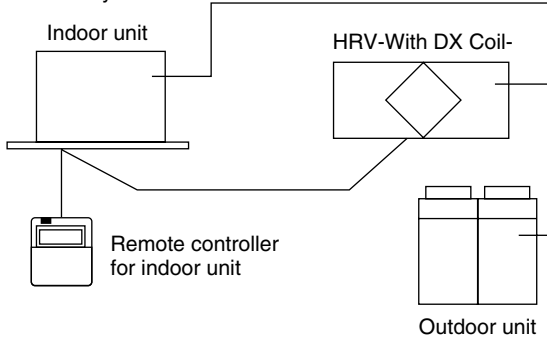 Indoor unit
HRV-With DX Coil-
Remote controller
for indoor unit
Outdoor unit